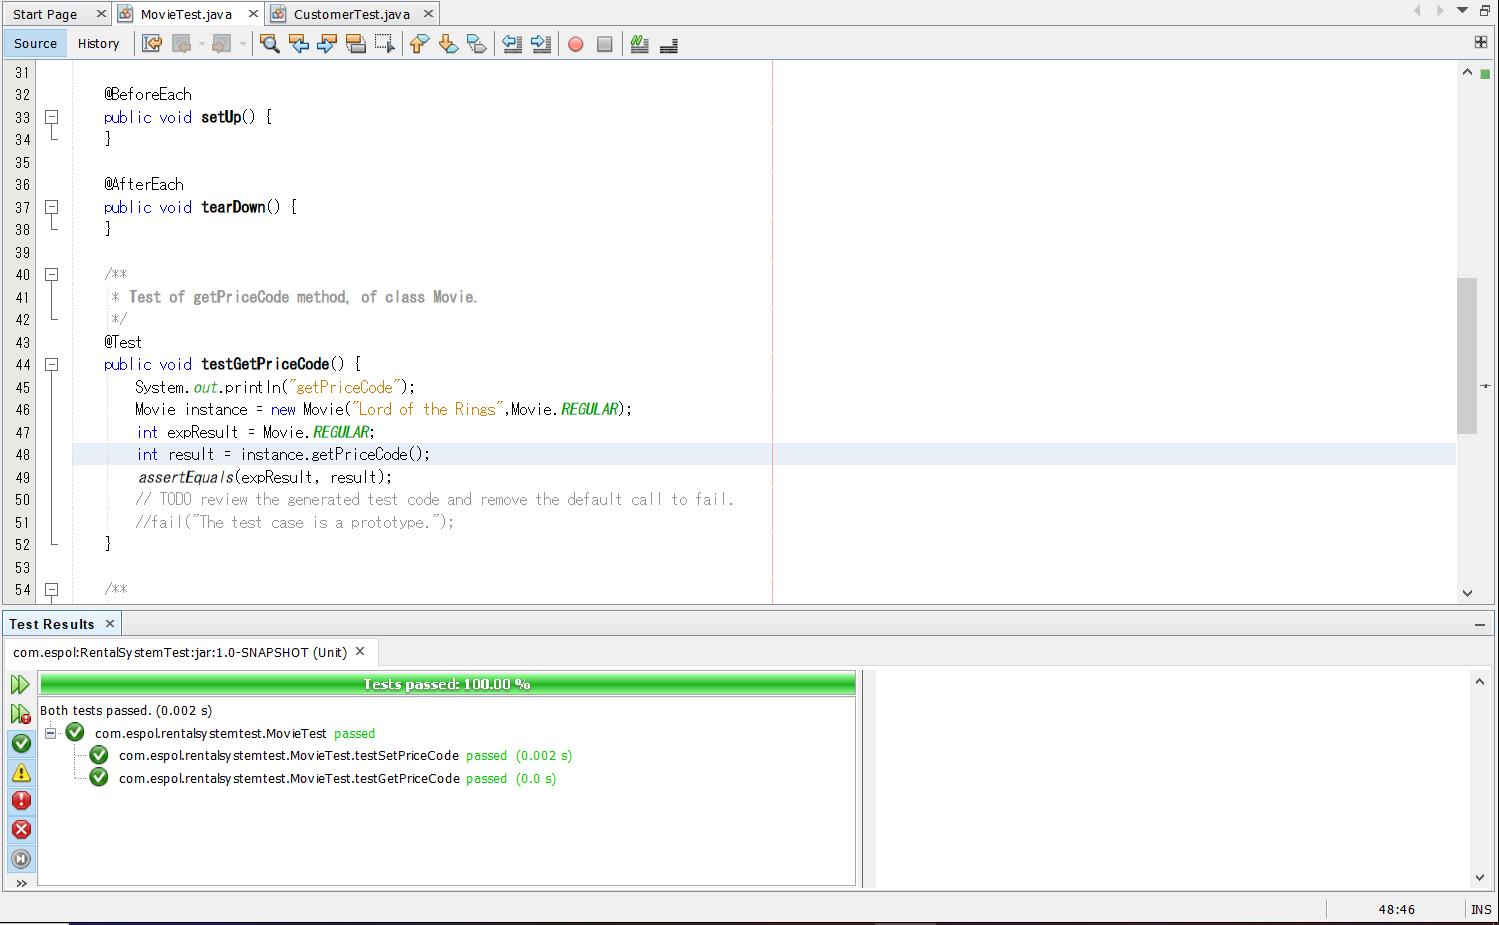 Start Page
MovieTest.java
CustomerTest.java
Source
History
31
32 @BeforeEach
33 public void setUp() {
34 }
35
36 @AfterEach
37 public void tearDown() {
38 }
39
40 /**
41 * Test of getPriceCode method, of class Movie.
42 */
43 @Test
44 public void testGetPriceCode() {
45 System.out.println("getPriceCode");
46 Movie instance = new Movie("Lord of the Rings",Movie.REGULAR);
47 int expResult = Movie.REGULAR;
48 int result = instance.getPriceCode();
49 assertEquals(expResult, result);
50 // TODO review the generated test code and remove the default call to fail.
51 //fail("The test case is a prototype.");
52 }
53
54 /**
Test Results
com.espol:RentalSystemTest:jar:1.0-SNAPSHOT (Unit)
Tests passed: 100.00 %
Both tests passed. (0.002 s)
com.espol.rentalsystemtest.MovieTest passed
com.espol.rentalsystemtest.MovieTest.testSetPriceCode passed (0.002 s)
com.espol.rentalsystemtest.MovieTest.testGetPriceCode passed (0.0 s)
48:46
INS